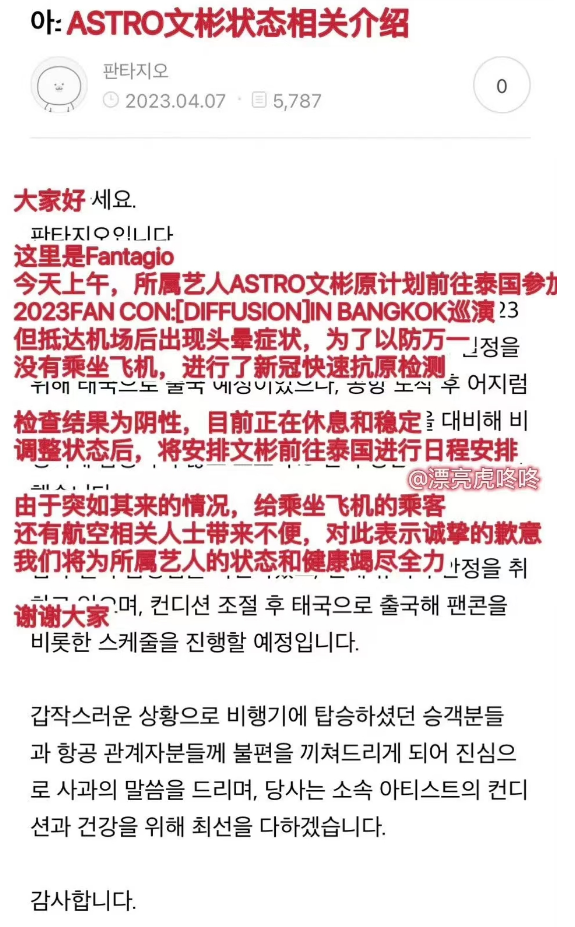 아: ASTRO文彬状态相关介绍
판타지오
2023.04.07 · 5,787
0
大家好 세요.
판타지오입니다
这里是Fantagio
今天上午，所属艺人ASTRO文彬原计划前往泰国参加
2023FAN CON:[DIFFUSION]IN BANGKOK巡演 23
但抵达机场后出现头晕症状，为了以防万一
정을
没有乘坐飞机，进行了新冠快速抗原检测
위해 태국으로 출국 예정이었으나, 공항 도착 후 어지럼
检查结果为阴性，目前正在休息和稳定 을 대비해 비
调整状态后，将安排文彬前往泰国进行日程安排
@漂亮虎咚咚
由于突如其来的情况，给乘坐飞机的乘客
还有航空相关人士带来不便，对此表示诚挚的歉意
我们将为所属艺人的状态和健康竭尽全力 안정을 취
谢谢大家 며, 컨디션 조절 후 태국으로 출국해 팬콘을
비롯한 스케줄을 진행할 예정입니다.
갑작스러운 상황으로 비행기에 탑승하셨던 승객분들
과 항공 관계자분들께 불편을 끼쳐드리게 되어 진심으
로 사과의 말씀을 드리며, 당사는 소속 아티스트의 컨디
션과 건강을 위해 최선을 다하겠습니다.
감사합니다.